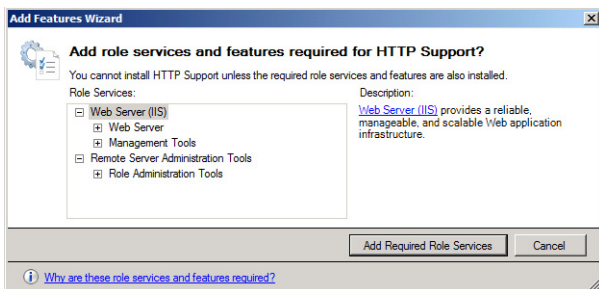 Add Features Wizard
Add role services and features required for HTTP Support?
You cannot install HTTP Support unless the required role services and features are also installed.
Role Services:
Web Server (IIS)
Web Server
Management Tools
Remote Server Administration Tools
Role Administration Tools
Description:
Web Server (IIS) provides a reliable,
manageable, and scalable Web application
infrastructure.
Add Required Role Services
Cancel
Why are these role services and features required?